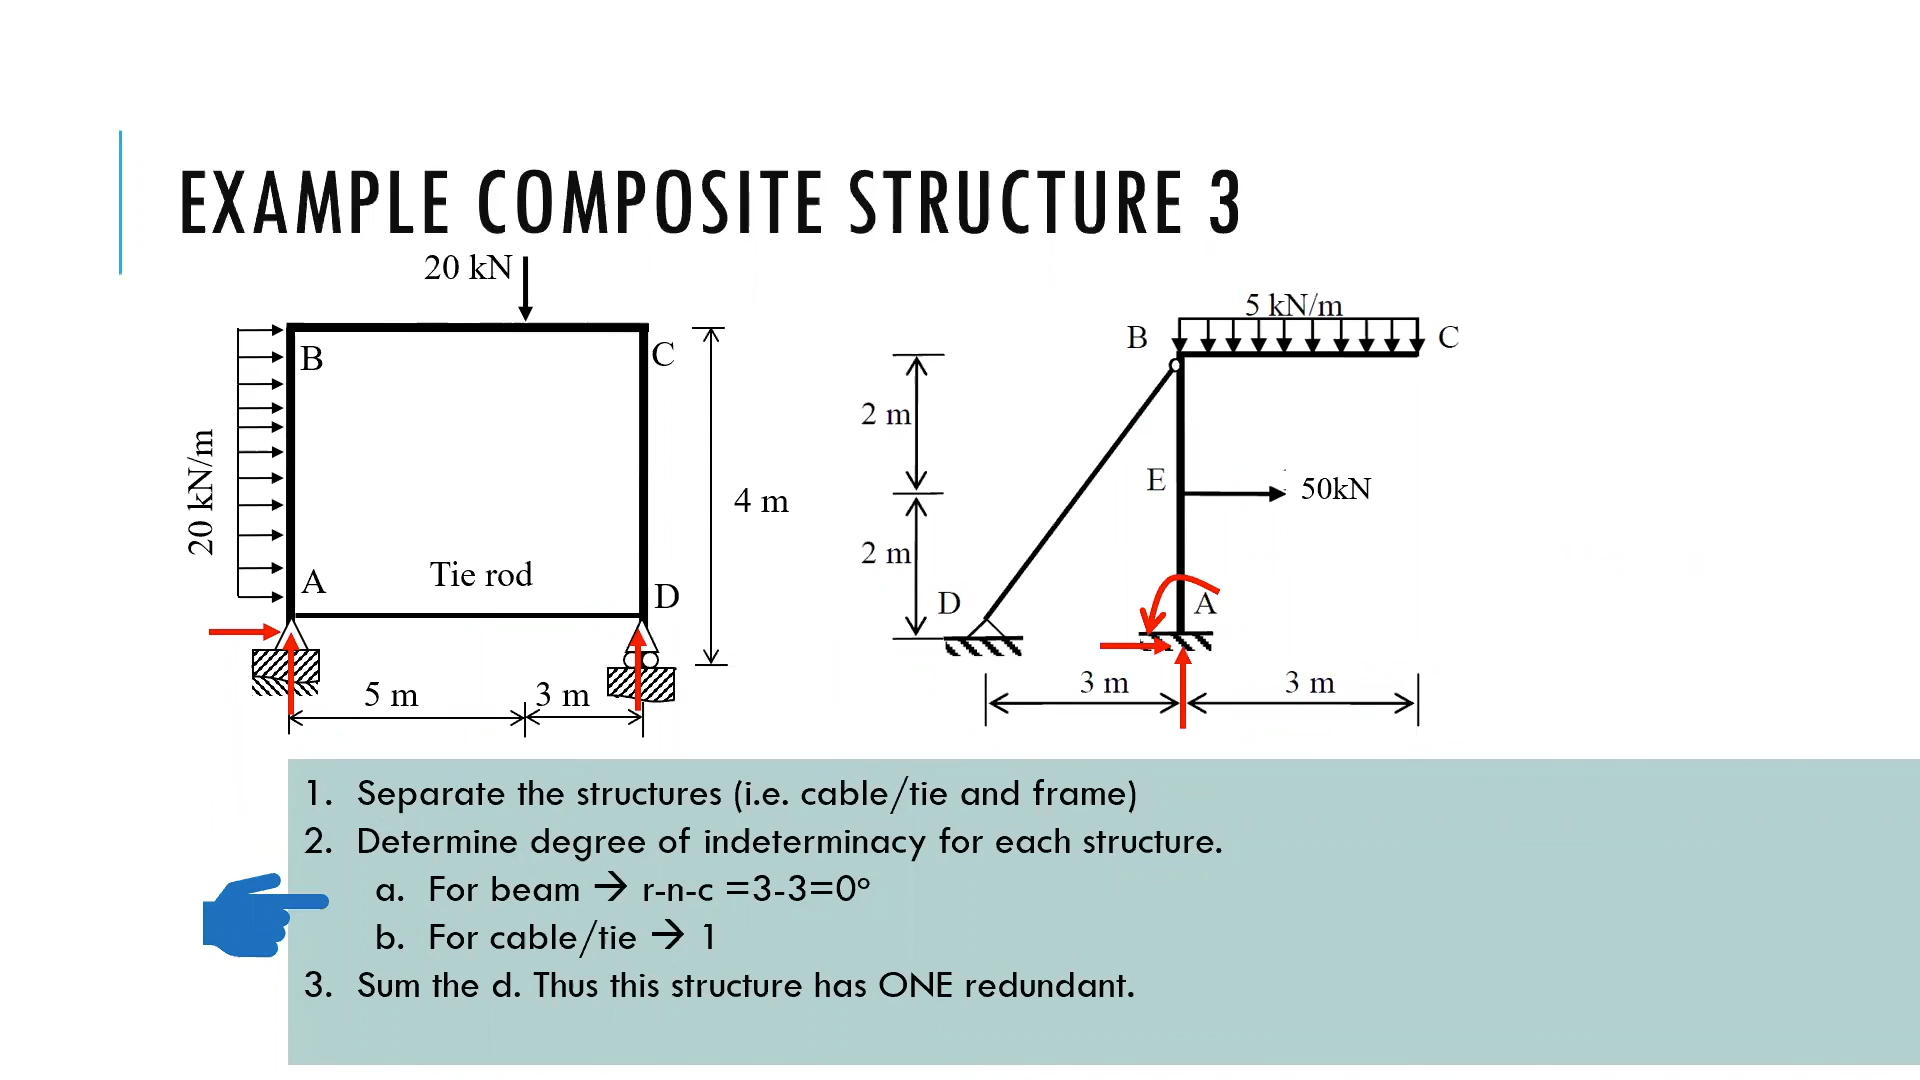 EXAMPLE COMPOSITE STRUCTURE 3
20 kN
B
C
20 kN/m
4 m
A
Tie rod
D
5 m
3 m
5 kN/m
B
C
2 m
E
50kN
2 m
D
A
3 m
3 m
1. Separate the structures (i.e. cable/tie and frame)
2. Determine degree of indeterminacy for each structure.
a. For beam → r-n-c =3-3=0°
b. For cable/tie → 1
3. Sum the d. Thus this structure has ONE redundant.